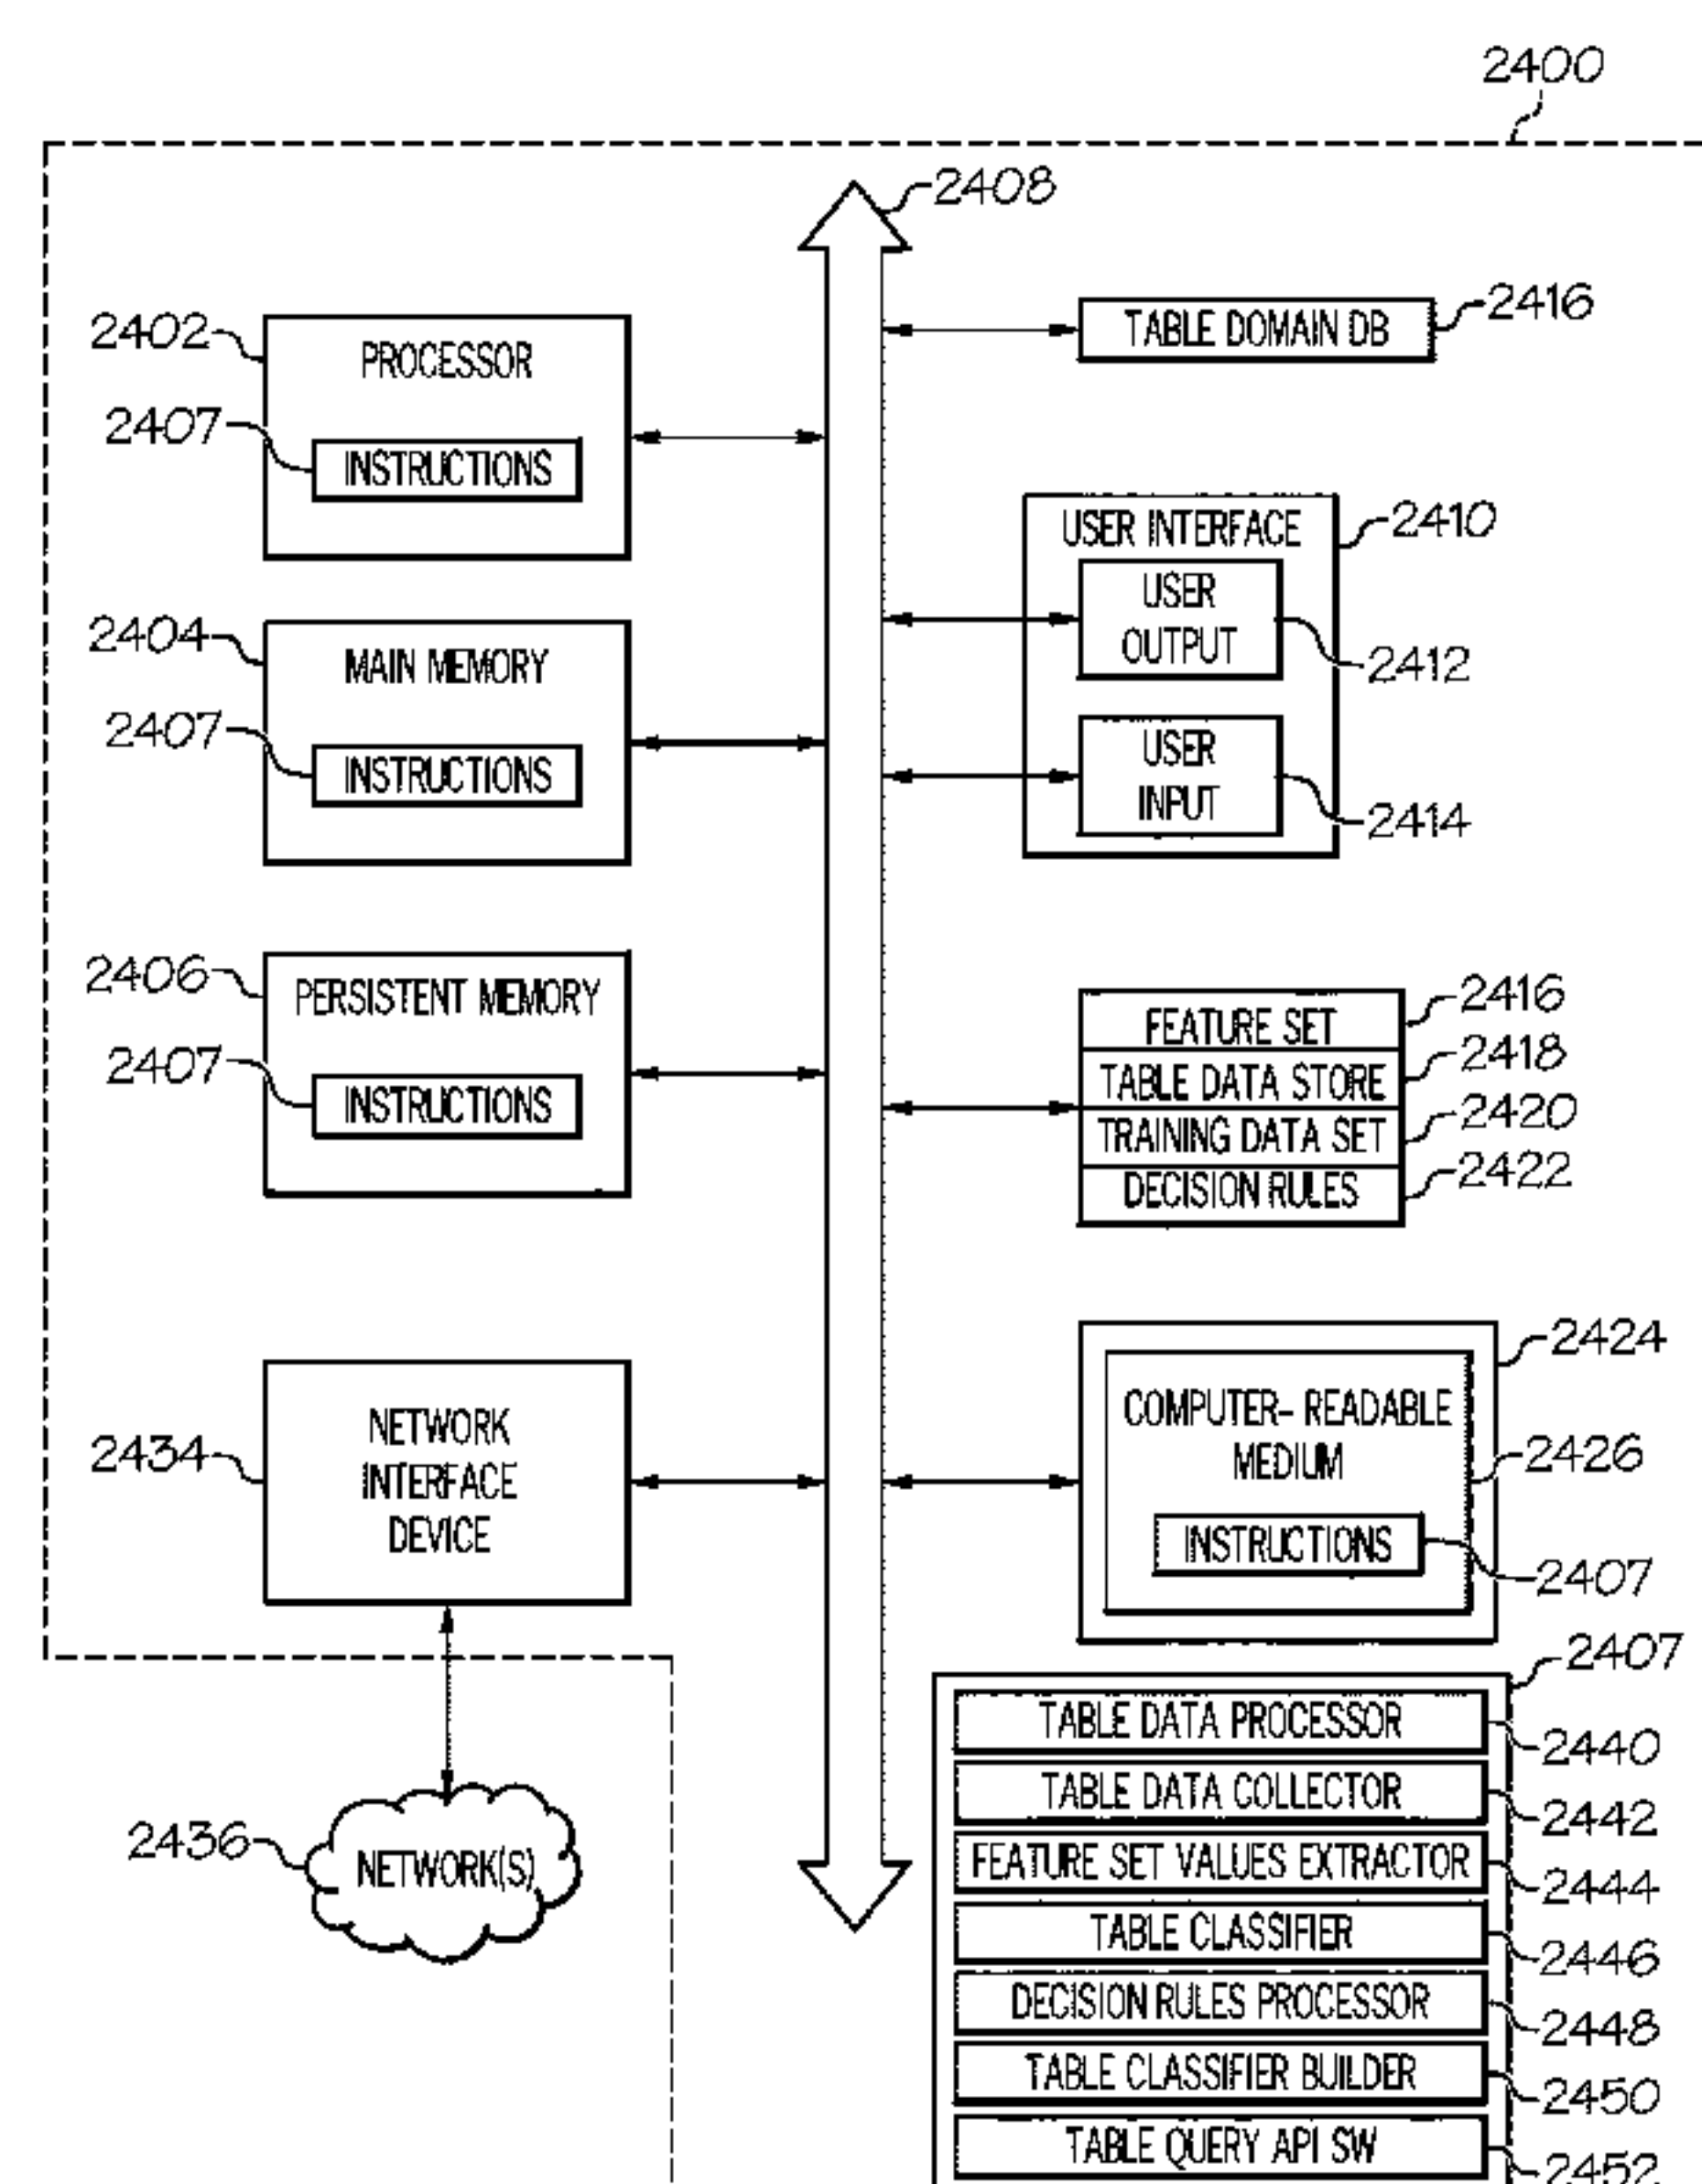 2400
2408
2402
PROCESSOR
2407
INSTRUCTIONS
TABLE DOMAIN DB
2416
USER INTERFACE
2410
USER
OUTPUT
2412
USER
INPUT
2414
2404
MAIN MEMORY
2407
INSTRUCTIONS
2406
PERSISTENT MEMORY
2407
INSTRUCTIONS
FEATURE SET
2416
TABLE DATA STORE
2418
TRAINING DATA SET
2420
DECISION RULES
2422
2434
NETWORK
INTERFACE
DEVICE
2424
COMPUTER- READABLE
MEDIUM
2426
INSTRUCTIONS
2407
2436
NETWORK(S)
2407
TABLE DATA PROCESSOR
2440
TABLE DATA COLLECTOR
2442
FEATURE SET VALUES EXTRACTOR
2444
TABLE CLASSIFIER
2446
DECISION RULES PROCESSOR
2448
TABLE CLASSIFIER BUILDER
2450
TABLE QUERY API SW
2452